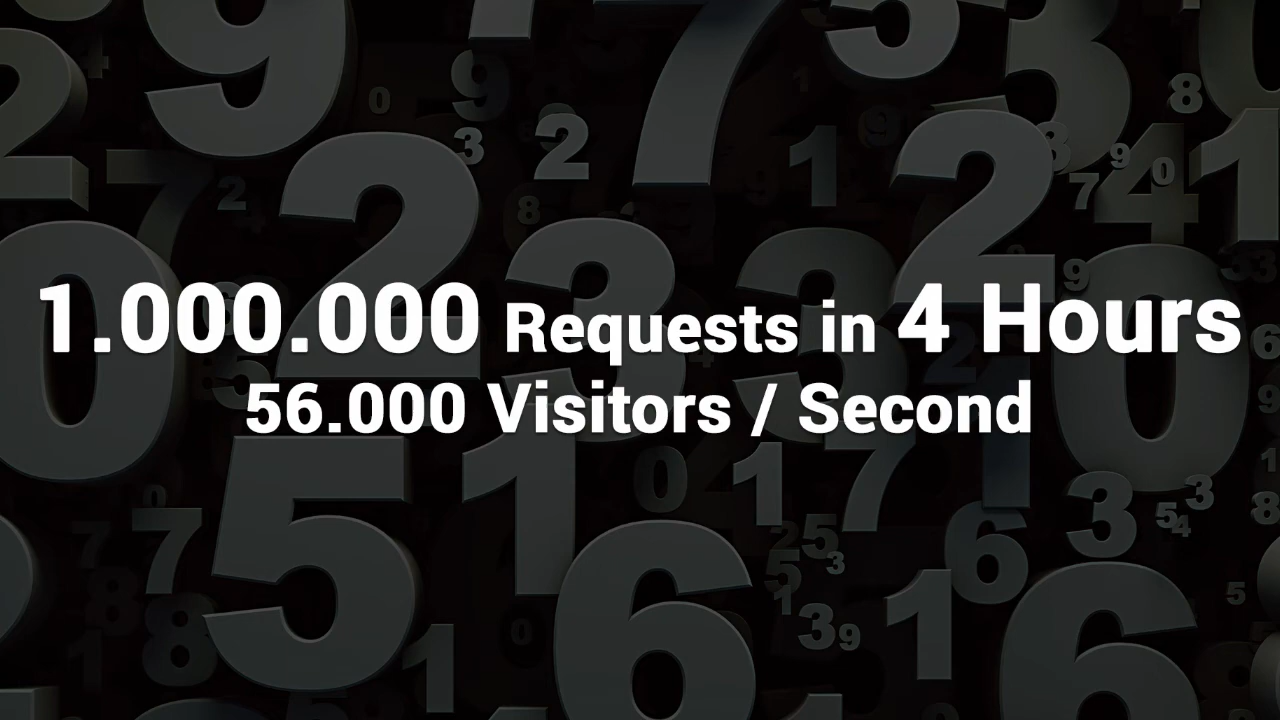 1.000.000 Requests in 4 Hours
56.000 Visitors / Second